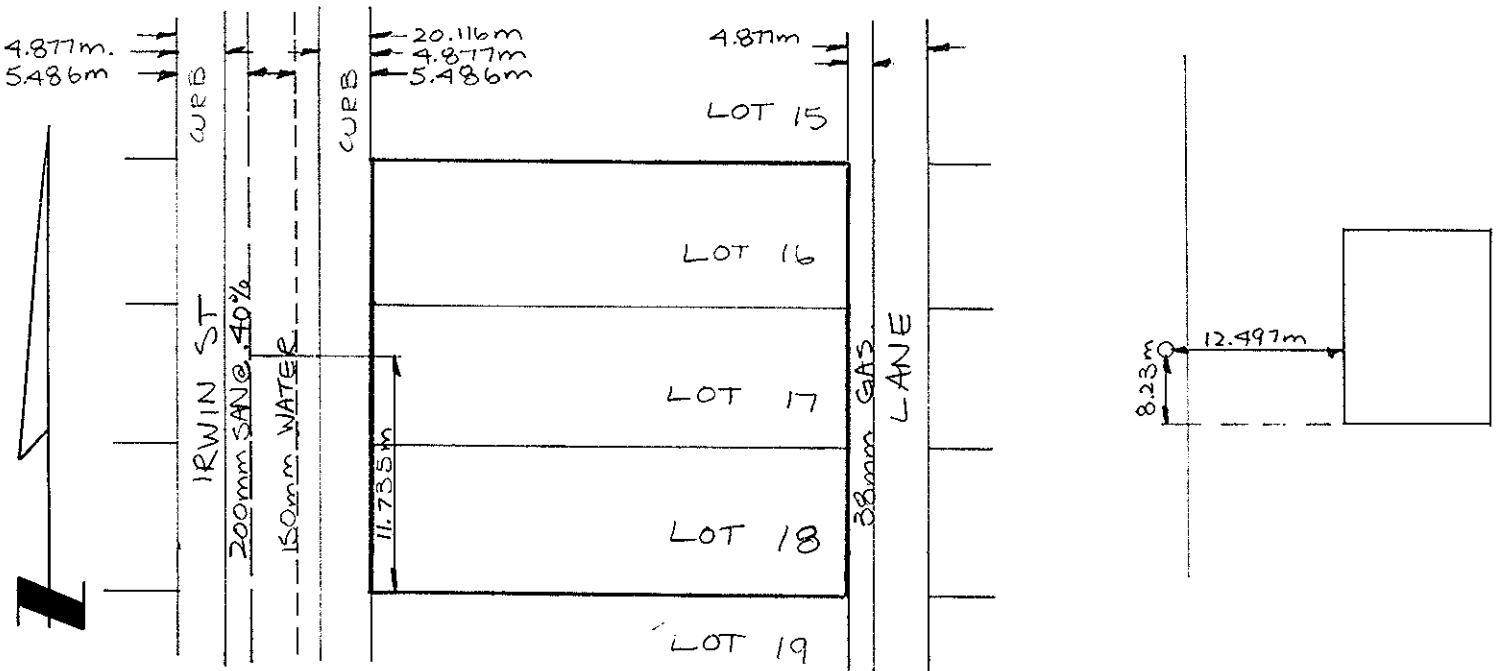 4.877m.
5.486m
20.116m
4.877m
5.486m
4.877m
CURB
CURB
LOT 15
LOT 16
LOT 17
LOT 18
LOT 19
IRWIN ST
200mm SAN @ .40%
150mm WATER
11.735m
38mm GAS
LANE
12.497m
8.23m